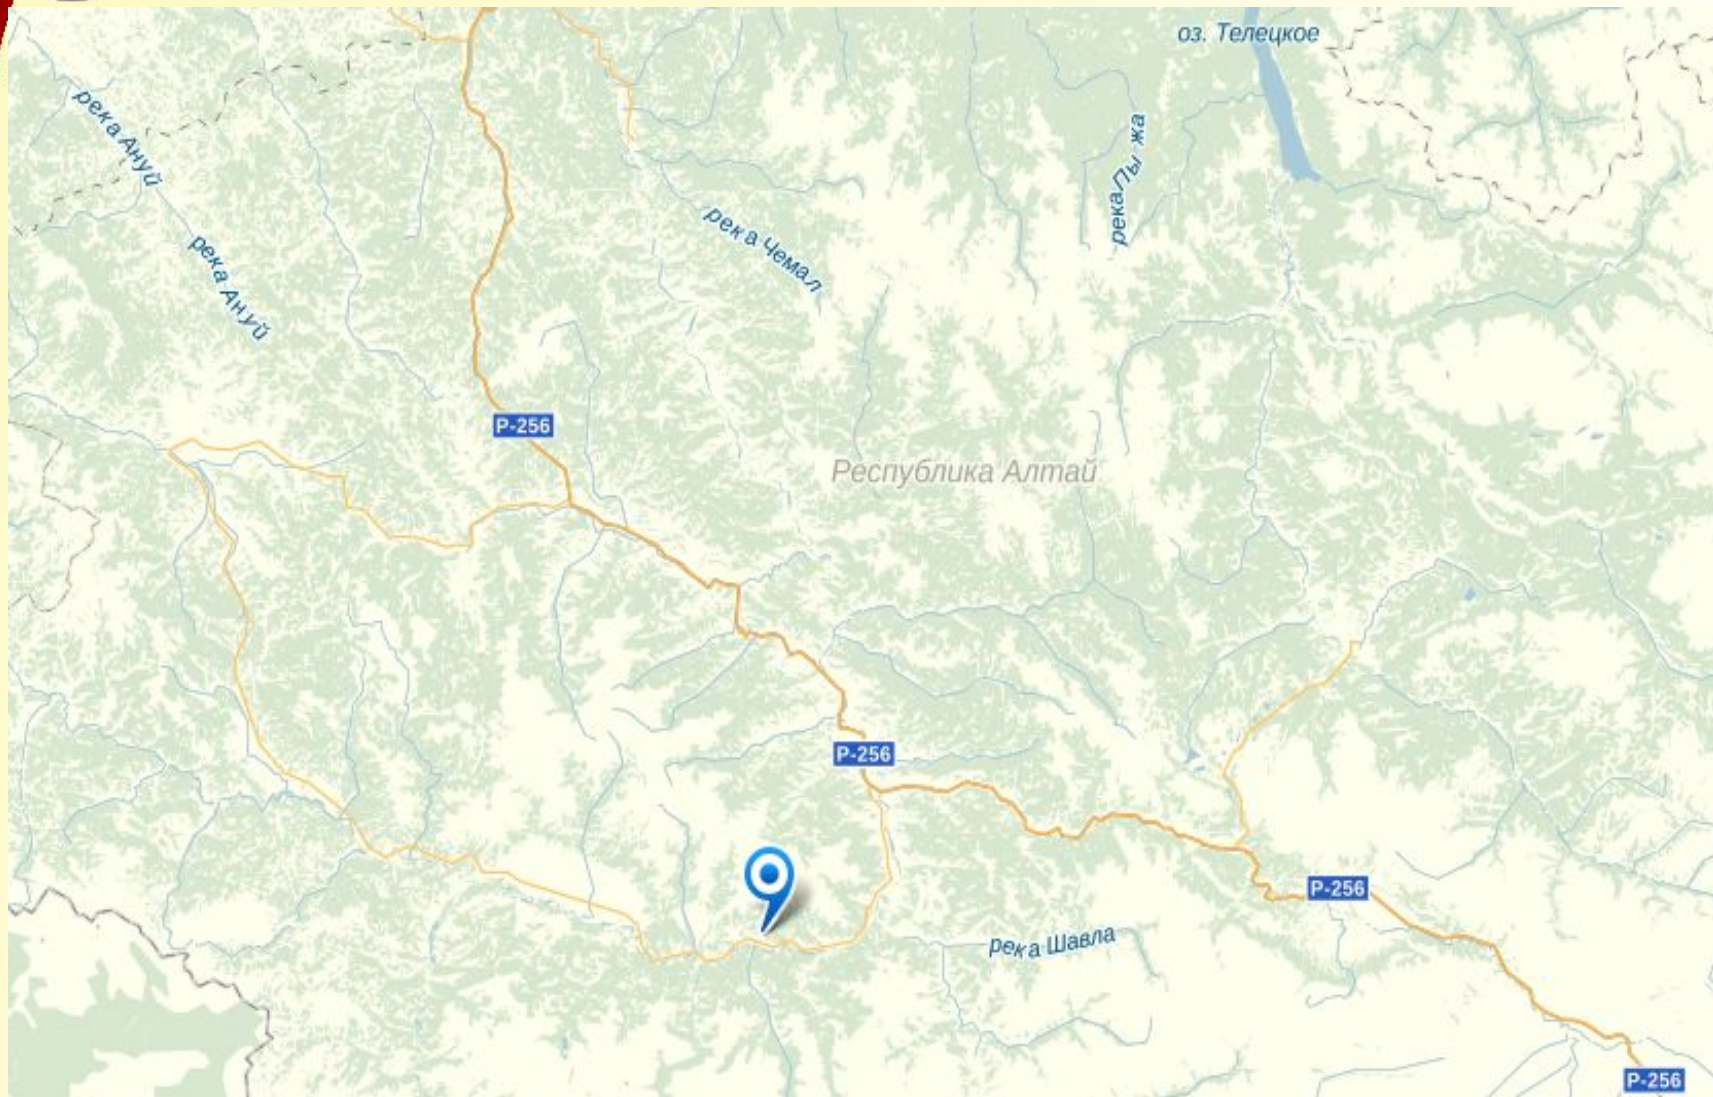 оз. Телецкое
река Ануй
река Пыжа
река Чемал
река Ануй
Р-256
Республика Алтай
Р-256
Р-256
река Шавла
Р-256